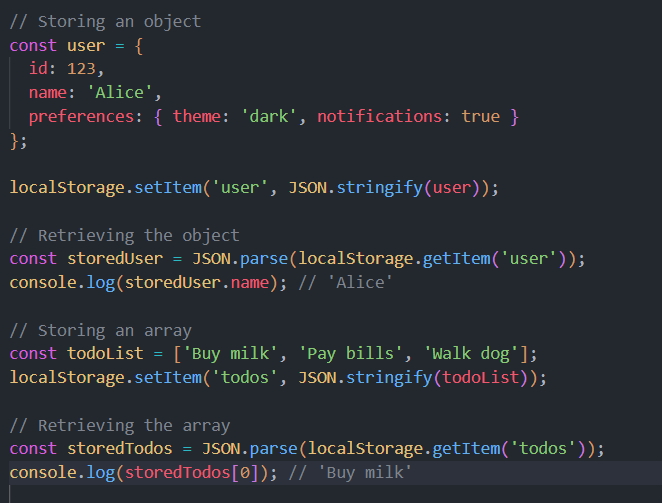 // Storing an object
const user = {
  id: 123,
  name: 'Alice',
  preferences: { theme: 'dark', notifications: true }
};

localStorage.setItem('user', JSON.stringify(user));

// Retrieving the object
const storedUser = JSON.parse(localStorage.getItem('user'));
console.log(storedUser.name); // 'Alice'

// Storing an array
const todoList = ['Buy milk', 'Pay bills', 'Walk dog'];
localStorage.setItem('todos', JSON.stringify(todoList));

// Retrieving the array
const storedTodos = JSON.parse(localStorage.getItem('todos'));
console.log(storedTodos[0]); // 'Buy milk'